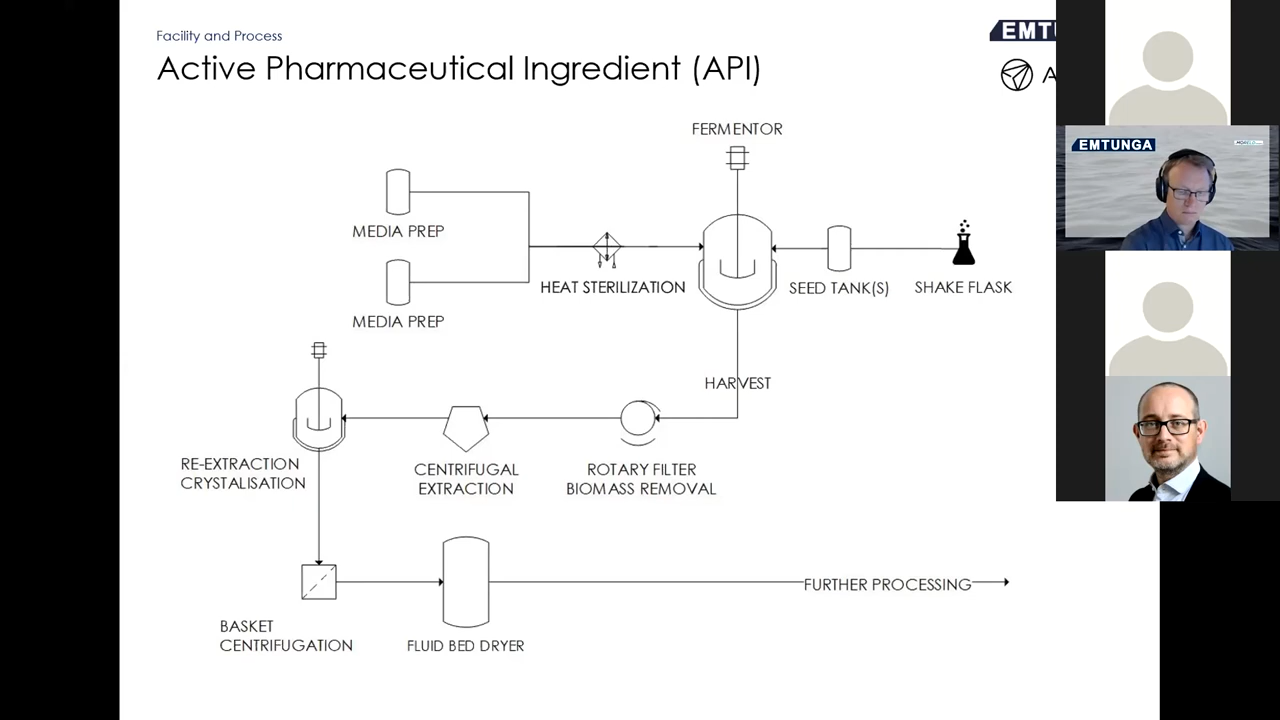 Facility and Process
Active Pharmaceutical Ingredient (API)
EMTUNGA
FERMENTOR
MEDIA PREP
HEAT STERILIZATION
SEED TANK(S)
SHAKE FLASK
MEDIA PREP
HARVEST
RE-EXTRACTION
CRYSTALISATION
CENTRIFUGAL
EXTRACTION
ROTARY FILTER
BIOMASS REMOVAL
BASKET
CENTRIFUGATION
FLUID BED DRYER
FURTHER PROCESSING